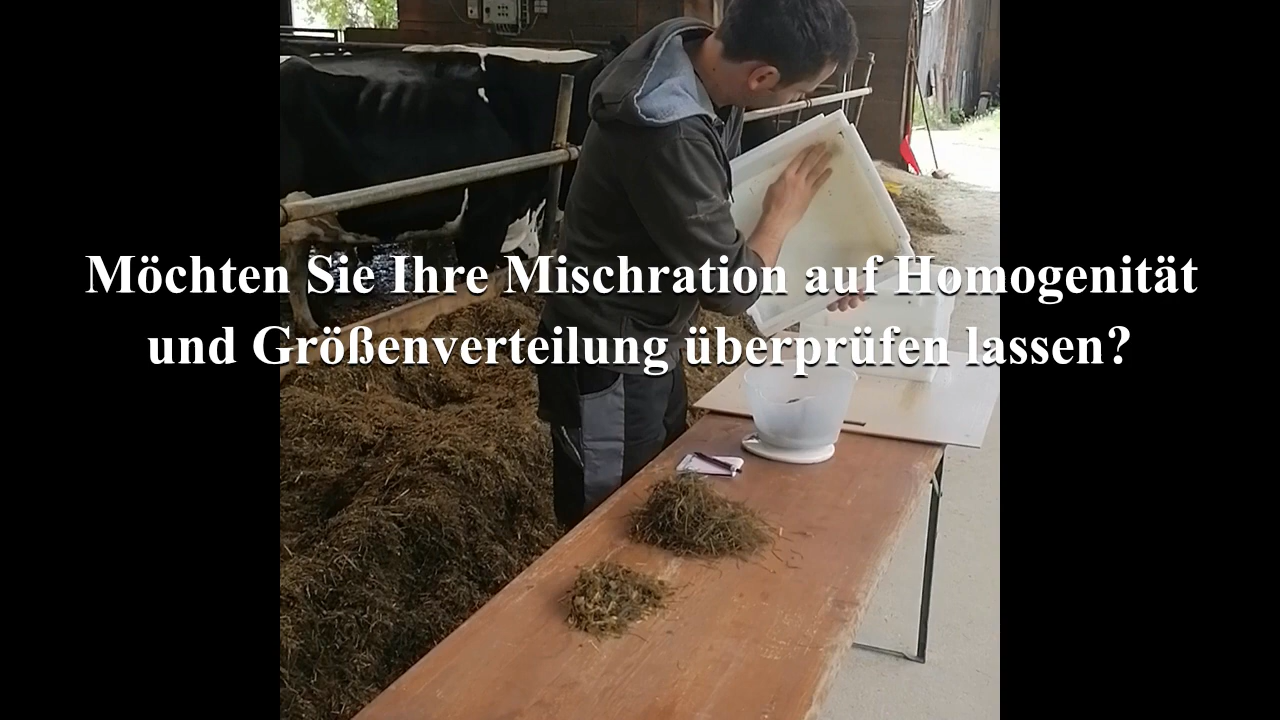 Möchten Sie Ihre Mischration auf Homogenität
und Größenverteilung überprüfen lassen?